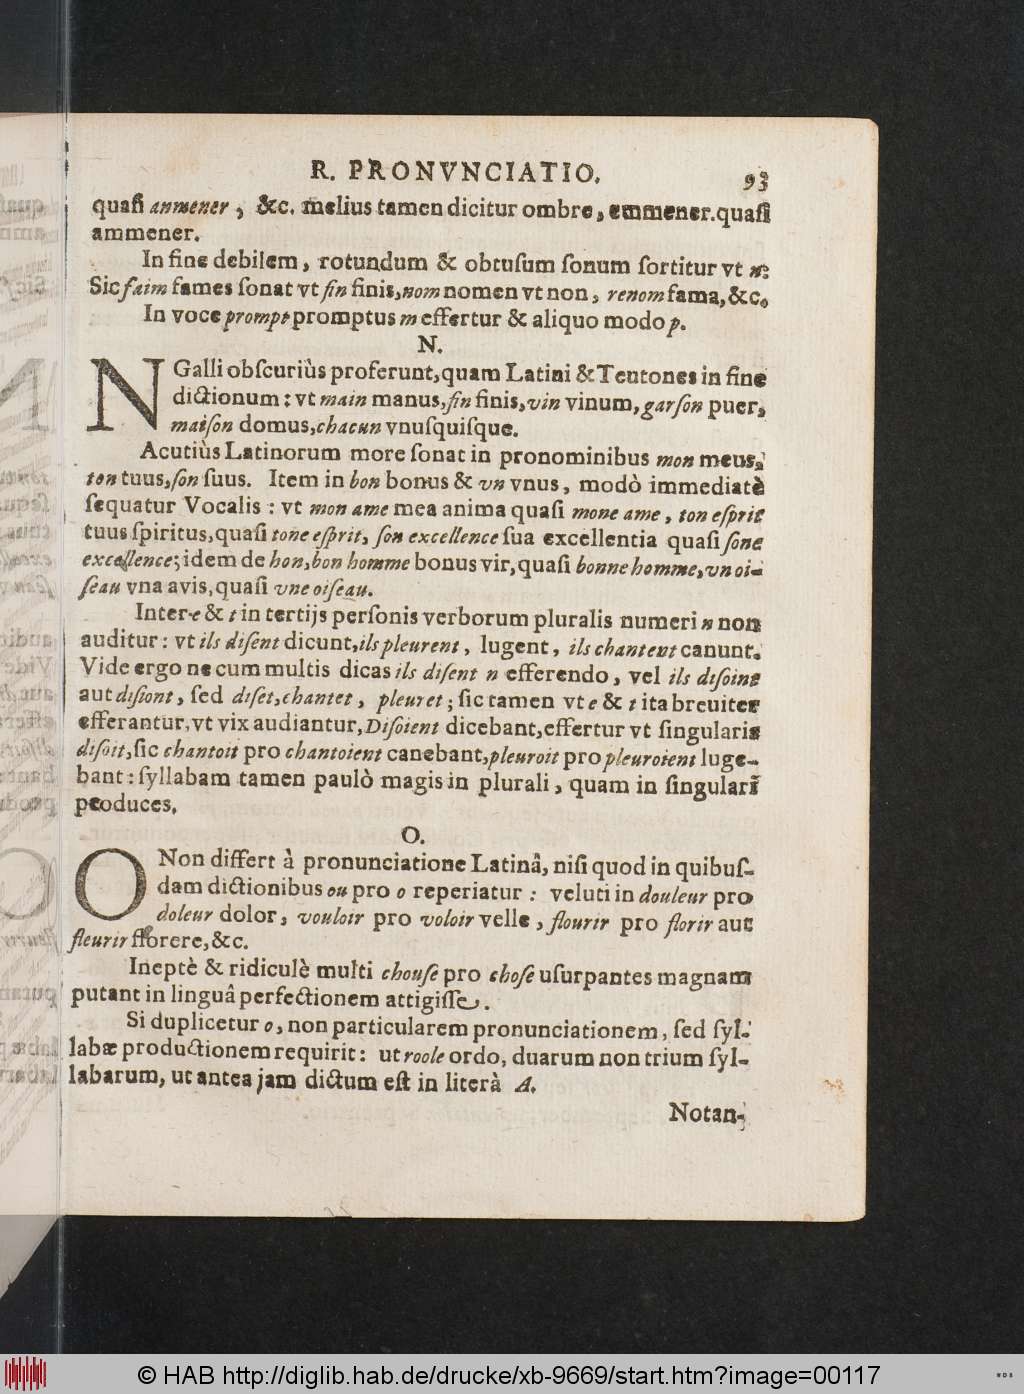 R. PRONVNCIATIO.
93
quaſi anmener, &c. melius tamen dicitur ombre, emmener. quaſi
ammener.
In fine debilem, rotundum & obtuſum ſonum ſortitur vt n:
Sic faim fames ſonat vt fin finis, nom nomen vt non, renom fama, &c.
In voce prompt promptus m effertur & aliquo modo p.
N.
N Galli obſcuriùs proferunt, quam Latini & Teutones in fine
dictionum: vt main manus, fin finis, vin vinum, garſon puer,
maiſon domus, chacun vnuſquiſque.
Acutiùs Latinorum more ſonat in pronominibus mon meus,
ton tuus, ſon ſuus. Item in bon bonus & vn vnus, modò immediatè
ſequatur Vocalis: vt mon ame mea anima quaſi mone ame, ton eſprit
tuus ſpiritus, quaſi tone eſprit, ſon excellence ſua excellentia quaſi ſone
excellence; idem de hon, bon homme bonus vir, quaſi bonne homme, vn oi-
ſeau vna avis, quaſi vne oiſeau.
Inter e & t in tertijs perſonis verborum pluralis numeri n non
auditur: vt ils diſent dicunt, ils pleurent, lugent, ils chantent canunt.
Vide ergo ne cum multis dicas ils diſent n efferendo, vel ils diſoint
aut diſiont, ſed diſet, chantet, pleuret; ſic tamen vt e & t ita breuiter
efferantur, vt vix audiantur, Diſoient dicebant, effertur vt ſingularis
diſoit, ſic chantoit pro chantoient canebant, pleuroit pro pleuroient luge-
bant: ſyllabam tamen paulò magis in plurali, quam in ſingulari
produces.
O.
O Non differt à pronunciatione Latinâ, niſi quod in quibuſ-
dam dictionibus ou pro o reperiatur: veluti in douleur pro
doleur dolor, vouloir pro voloir velle, flourir pro florir aut
fleurir florere, &c.
Ineptè & ridiculè multi chouſe pro choſe uſurpantes magnam
putant in linguâ perfectionem attigiſſe.
Si duplicetur o, non particularem pronunciationem, ſed ſyl-
labæ productionem requirit: ut roole ordo, duarum non trium ſyl-
labarum, ut antea jam dictum eſt in literâ A.
Notan-
© HAB http://diglib.hab.de/drucke/xb-9669/start.htm?image=00117